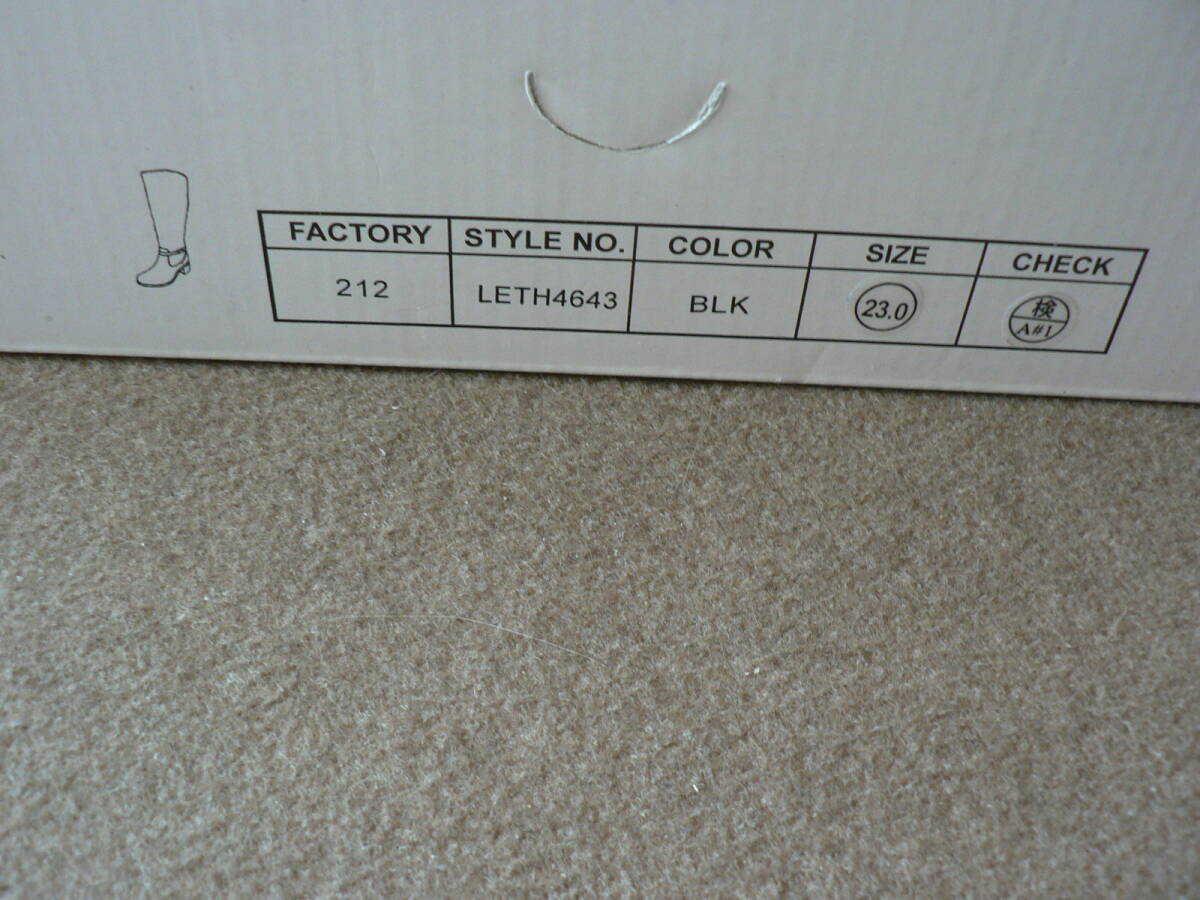 FACTORY STYLE NO. COLOR SIZE CHECK
212 LETH4643 BLK 23.0 検
A#1